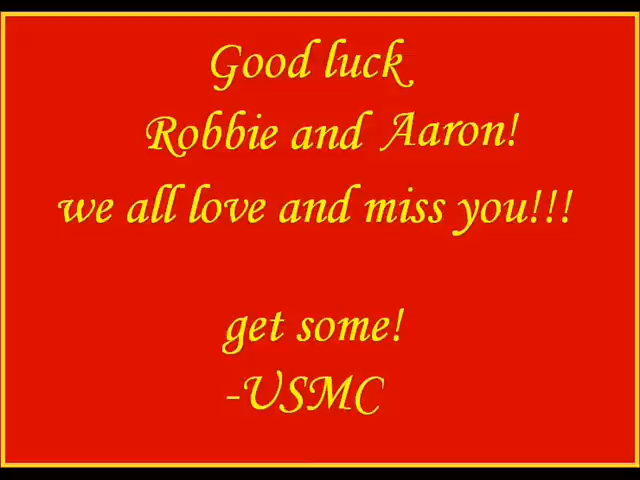 Good luck
Robbie and Aaron!
we all love and miss you!!!
get some!
-USMC